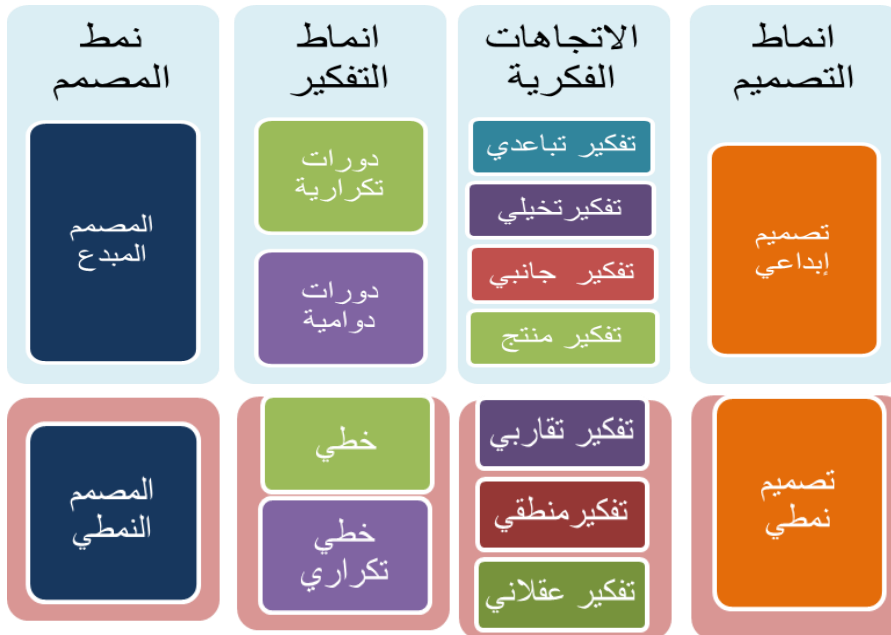 انماط
التصميم
الاتجاهات
الفكرية
انماط
التفكير
نمط
المصمم
تصميم
إبداعي
تفكير تباعدي
تفكيرتخيلي
تفكير جانبي
تفكير منتج
دورات
تكرارية
دورات
دوامية
المصمم
المبدع
تصميم
نمطي
تفكير تقاربي
تفكيرمنطقي
تفكير عقلاني
خطي
خطي
تكراري
المصمم
النمطي